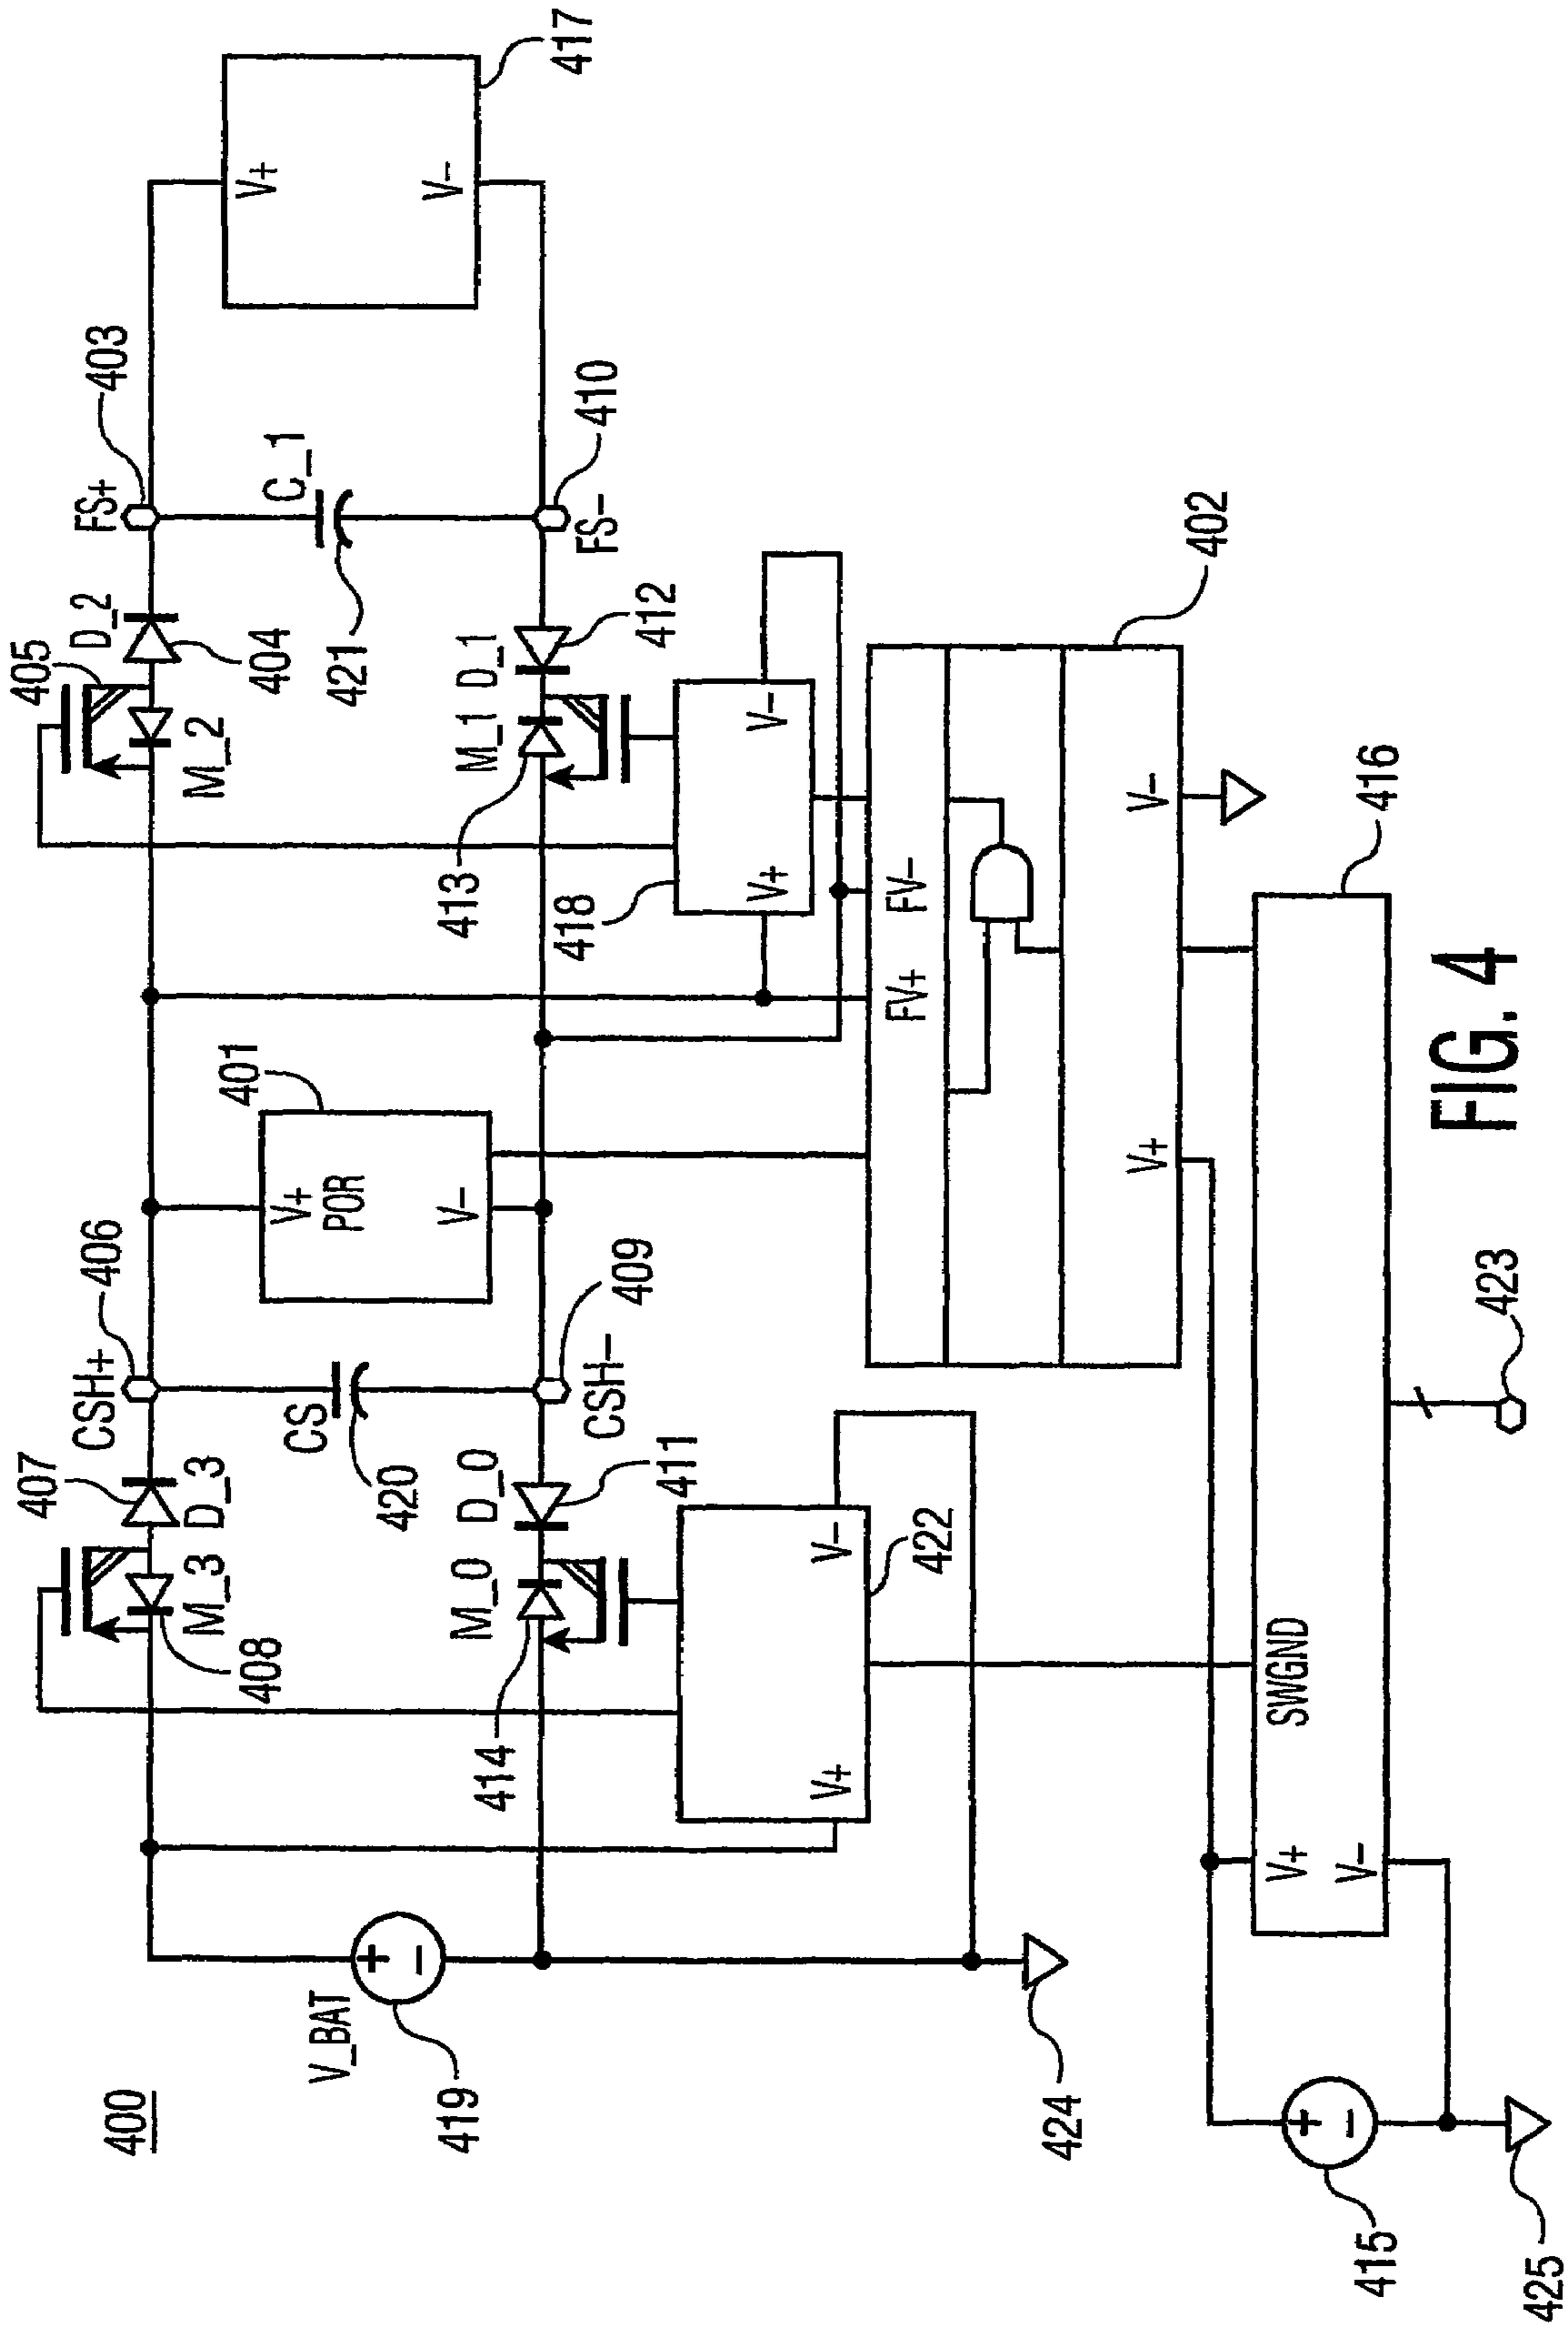 400
V_BAT
419
424
415
425
407
D_3
M_3
408
CSH+
406
CS
420
M_0
D_0
411
414
CSH–
409
V+
V–
422
401
V+
POR
V–
405
D_2
M_2
404
FS+
403
C_1
421
M_1
D_1
412
413
FS–
410
V+
V–
417
418
V+
V–
FV+
FV–
V+
V–
402
SWGND
V+
V–
416
423
FIG. 4